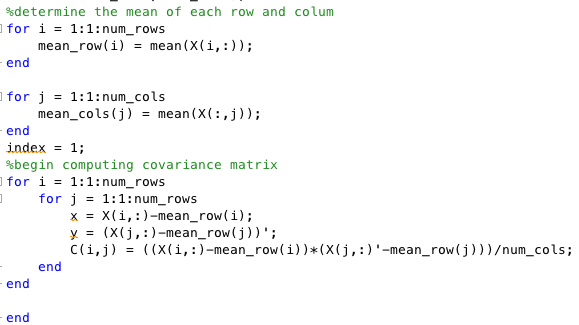 %determine the mean of each row and colum
for i = 1:1:num_rows
mean_row(i) = mean(X(i,:));
end
for j = 1:1:num_cols
mean_cols(j) = mean(X(:,j));
end
index = 1;
%begin computing covariance matrix
for i = 1:1:num_rows
for j = 1:1:num_rows
x = X(i,:)-mean_row(i);
y = (X(j,:)-mean_row(j))';
C(i,j) = ((X(i,:)-mean_row(i))*(X(j,:)'-mean_row(j)))/num_cols;
end
end
end